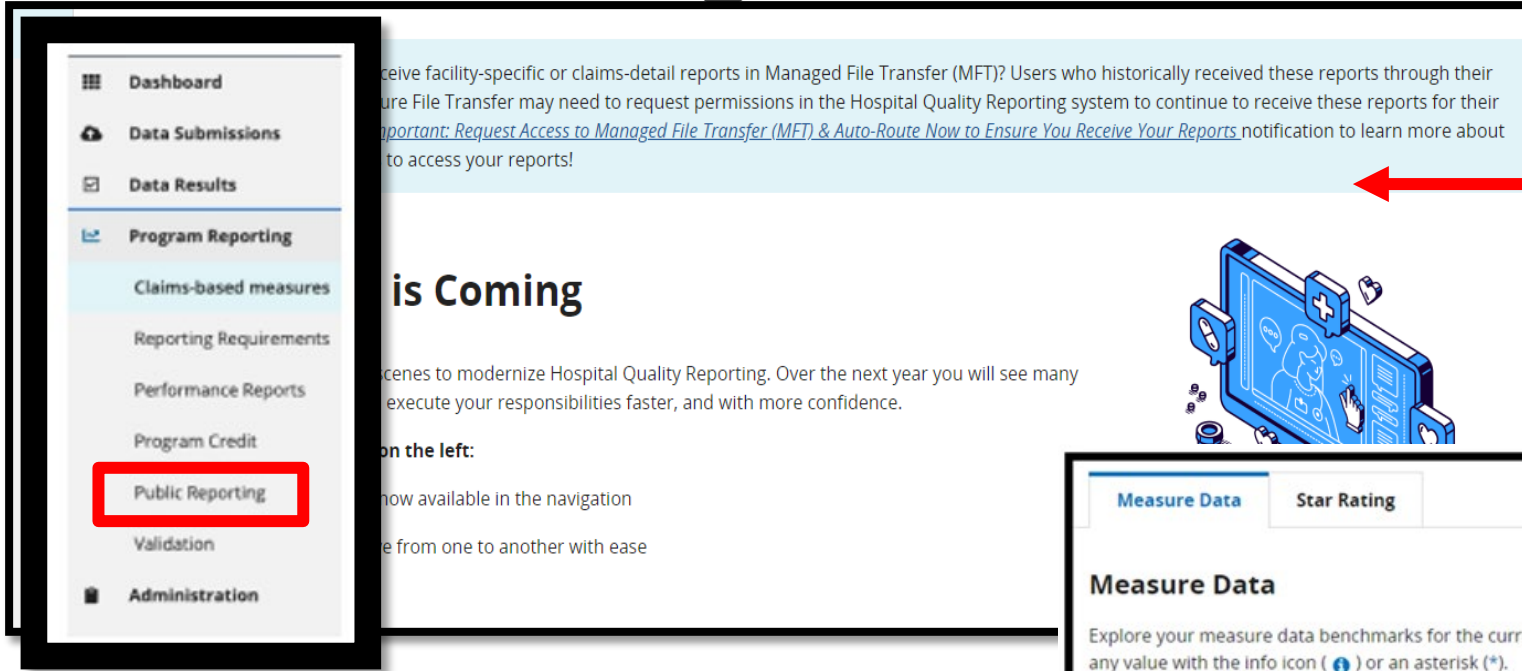 Dashboard
Data Submissions
Data Results
Program Reporting
Claims-based measures
Reporting Requirements
Performance Reports
Program Credit
Public Reporting
Validation
Administration
ceive facility-specific or claims-detail reports in Managed File Transfer (MFT)? Users who historically received these reports through their
ure File Transfer may need to request permissions in the Hospital Quality Reporting system to continue to receive these reports for their
mportant: Request Access to Managed File Transfer (MFT) & Auto-Route Now to Ensure You Receive Your Reports notification to learn more about
to access your reports!
is Coming
scenes to modernize Hospital Quality Reporting. Over the next year you will see many
execute your responsibilities faster, and with more confidence.
on the left:
now available in the navigation
e from one to another with ease
Measure Data Star Rating
Measure Data
Explore your measure data benchmarks for the curr
any value with the info icon ( i ) or an asterisk (*).